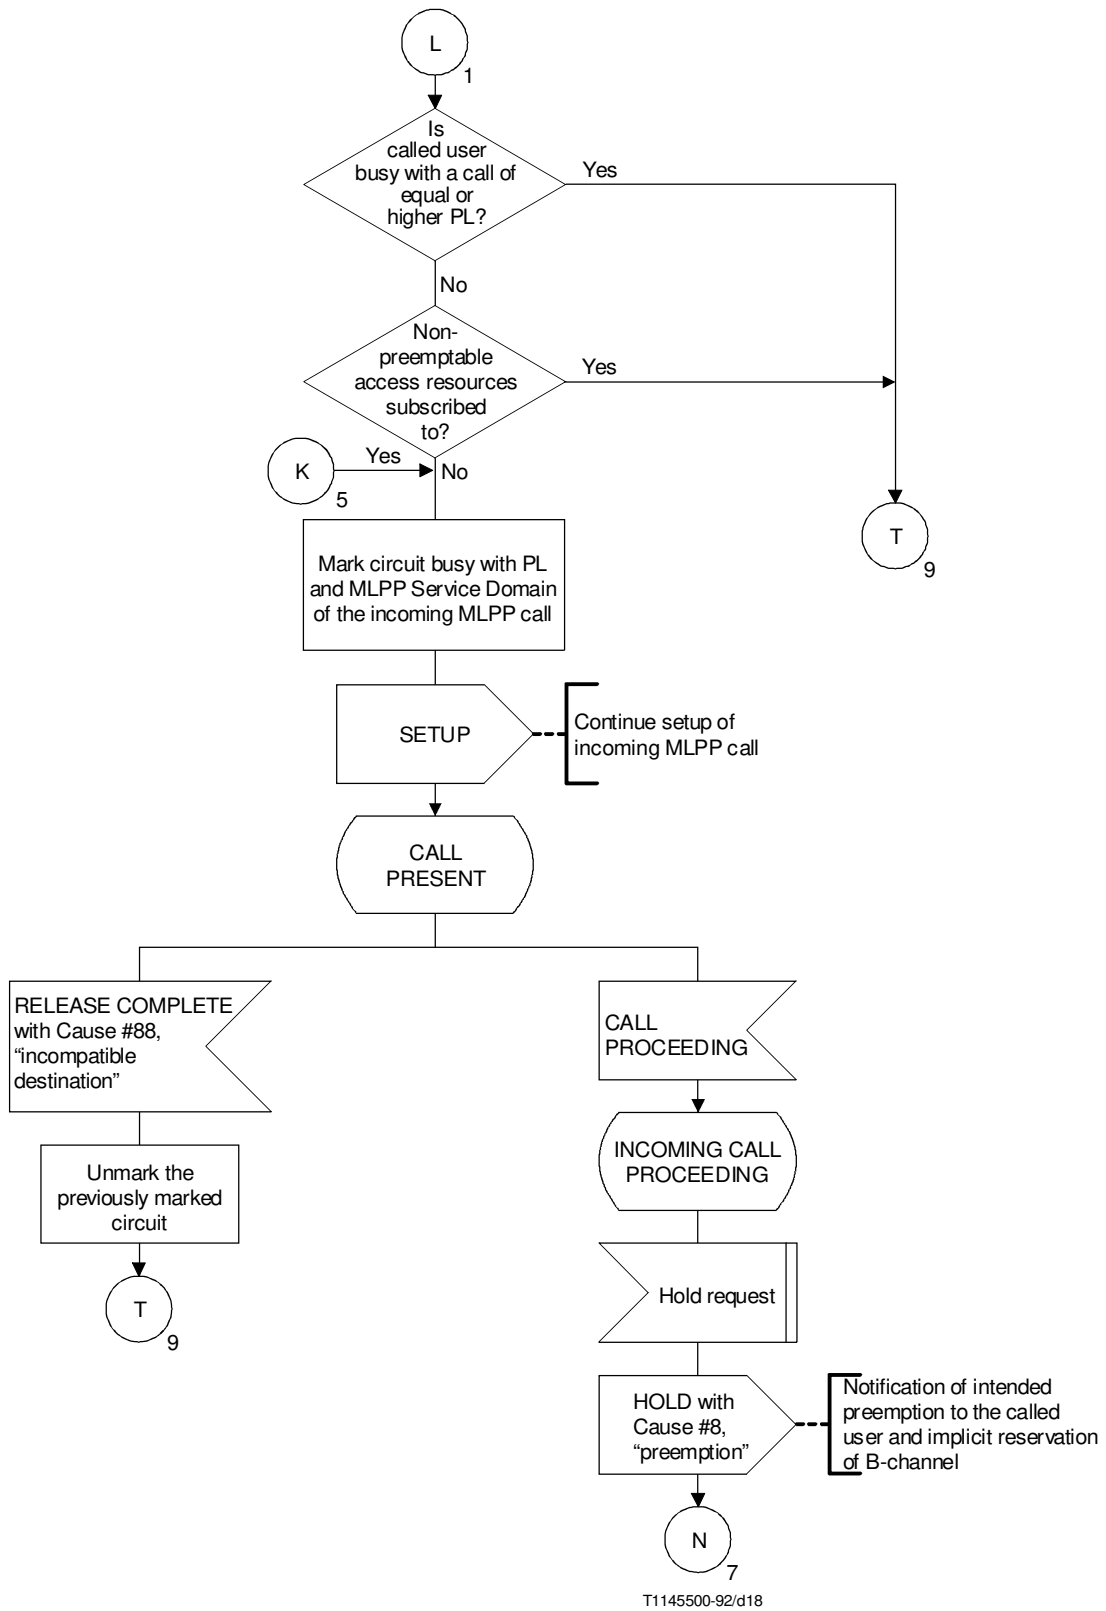 L
1
Is
called user
busy with a call of
equal or
higher PL?
Yes
No
Non-
preemptable
access resources
subscribed
to?
Yes
K
5
Yes
No
T
9
Mark circuit busy with PL
and MLPP Service Domain
of the incoming MLPP call
SETUP
Continue setup of
incoming MLPP call
CALL
PRESENT
RELEASE COMPLETE
with Cause #88,
“incompatible
destination”
CALL
PROCEEDING
Unmark the
previously marked
circuit
INCOMING CALL
PROCEEDING
T
9
Hold request
HOLD with
Cause #8,
“preemption”
Notification of intended
preemption to the called
user and implicit reservation
of B-channel
N
7
T1145500-92/d18